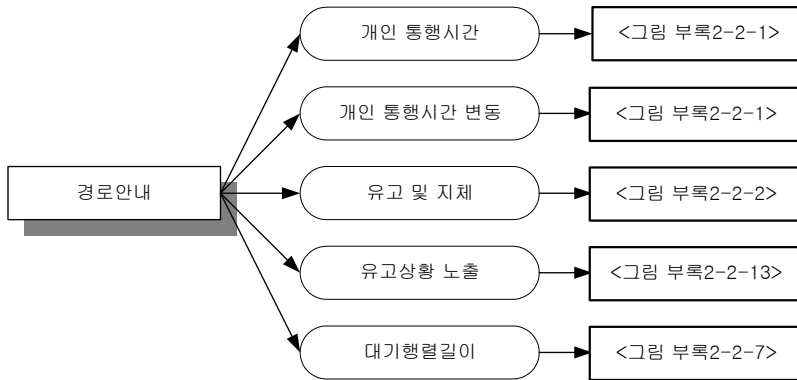 개인 통행시간
<그림 부록2-2-1>
개인 통행시간 변동
<그림 부록2-2-1>
경로안내
유고 및 지체
<그림 부록2-2-2>
유고상황 노출
<그림 부록2-2-13>
대기행렬길이
<그림 부록2-2-7>